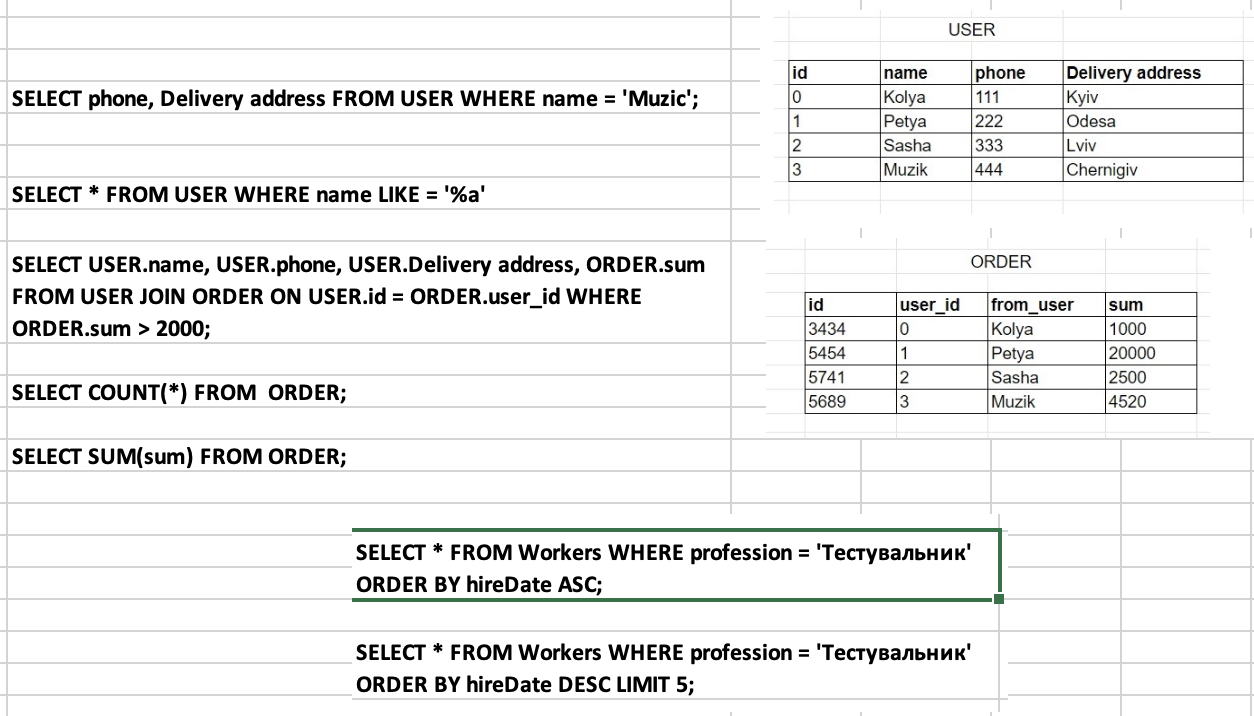 SELECT phone, Delivery address FROM USER WHERE name = 'Muzic';
SELECT * FROM USER WHERE name LIKE = '%a'
SELECT USER.name, USER.phone, USER.Delivery address, ORDER.sum
FROM USER JOIN ORDER ON USER.id = ORDER.user_id WHERE
ORDER.sum > 2000;
SELECT COUNT(*) FROM  ORDER;
SELECT SUM(sum) FROM ORDER;
USER
id name phone Delivery address
0 Kolya 111 Kyiv
1 Petya 222 Odesa
2 Sasha 333 Lviv
3 Muzik 444 Chernigiv
ORDER
id user_id from_user sum
3434 0 Kolya 1000
5454 1 Petya 20000
5741 2 Sasha 2500
5689 3 Muzik 4520
SELECT * FROM Workers WHERE profession = 'Тестувальник'
ORDER BY hireDate ASC;
SELECT * FROM Workers WHERE profession = 'Тестувальник'
ORDER BY hireDate DESC LIMIT 5;